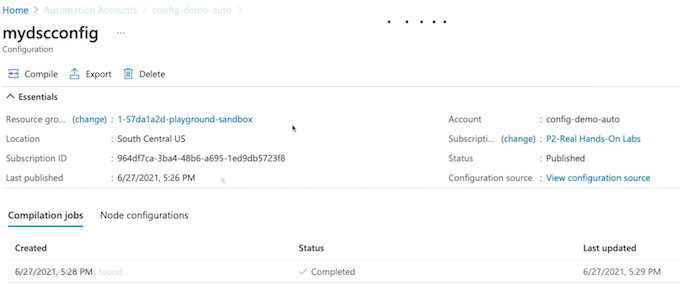 Home > Automation Accounts > config-demo-auto >
mydscconfig ...
Configuration
Compile Export Delete
Essentials
Resource gro... (change) : 1-57da1a2d-playground-sandbox
Location : South Central US
Subscription ID : 964df7ca-3ba4-48b6-a695-1ed9db5723f8
Last published : 6/27/2021, 5:26 PM
Account : config-demo-auto
Subscripti... (change) : P2-Real Hands-On Labs
Status : Published
Configuration source : View configuration source
Compilation jobs Node configurations
Created Status Last updated
6/27/2021, 5:28 PM found. Completed 6/27/2021, 5:29 PM